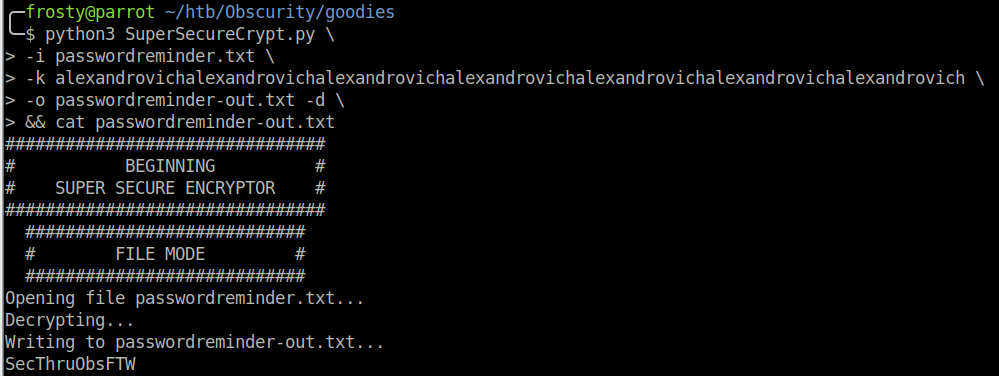 frosty@parrot ~/htb/Obscurity/goodies
$ python3 SuperSecureCrypt.py \
> -i passwordreminder.txt \
> -k alexandrovichalexandrovichalexandrovichalexandrovichalexandrovichalexandrovichalexandrovich \
> -o passwordreminder-out.txt -d \
> && cat passwordreminder-out.txt
################################
#           BEGINNING          #
#    SUPER SECURE ENCRYPTOR    #
################################
  ############################
  #        FILE MODE         #
  ############################
Opening file passwordreminder.txt...
Decrypting...
Writing to passwordreminder-out.txt...
SecThruObsFTW